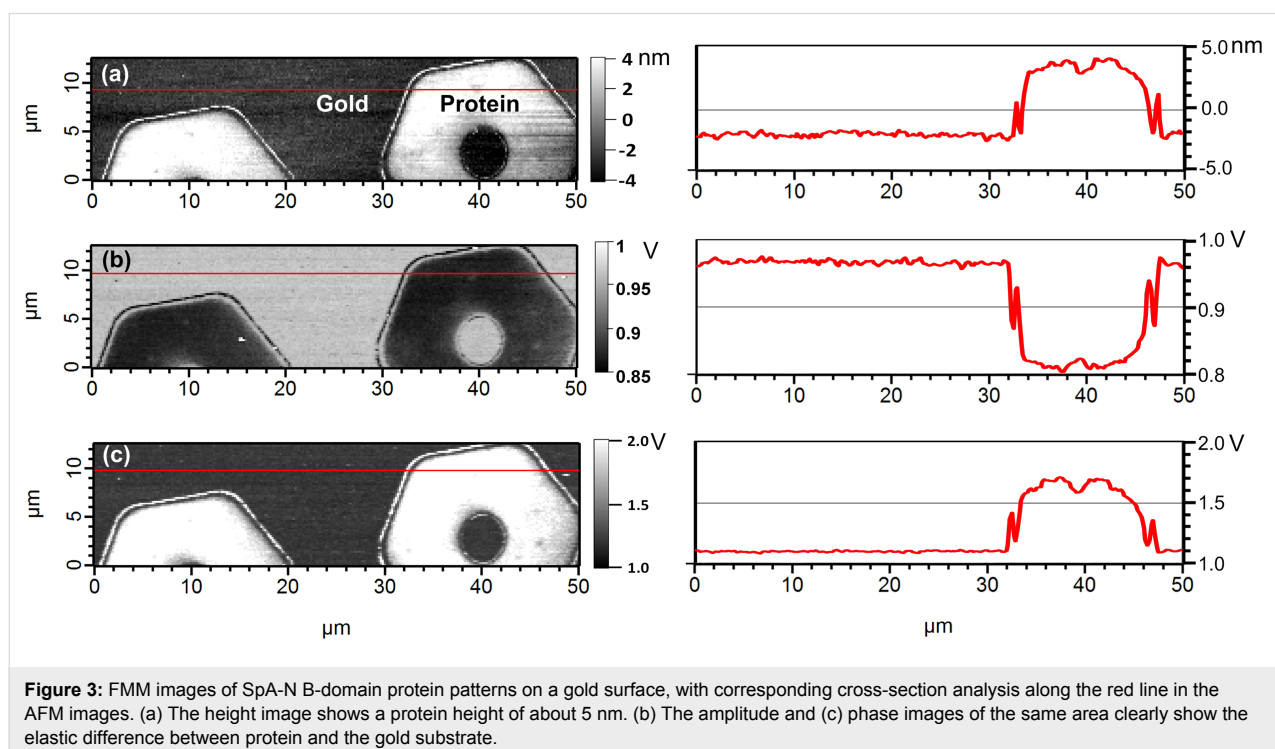 (a)
Gold
Protein
µm
10
5
0
0 10 20 30 40 50
4 nm
2
0
-2
-4
5.0 nm
0.0
-5.0
0 10 20 30 40 50
(b)
µm
10
5
0
0 10 20 30 40 50
1 V
0.95
0.9
0.85
1.0 V
0.9
0.8
0 10 20 30 40 50
(c)
µm
10
5
0
0 10 20 30 40 50
2.0 V
1.5
1.0
2.0 V
1.5
1.0
0 10 20 30 40 50
µm
µm
Figure 3: FMM images of SpA-N B-domain protein patterns on a gold surface, with corresponding cross-section analysis along the red line in the
AFM images. (a) The height image shows a protein height of about 5 nm. (b) The amplitude and (c) phase images of the same area clearly show the
elastic difference between protein and the gold substrate.